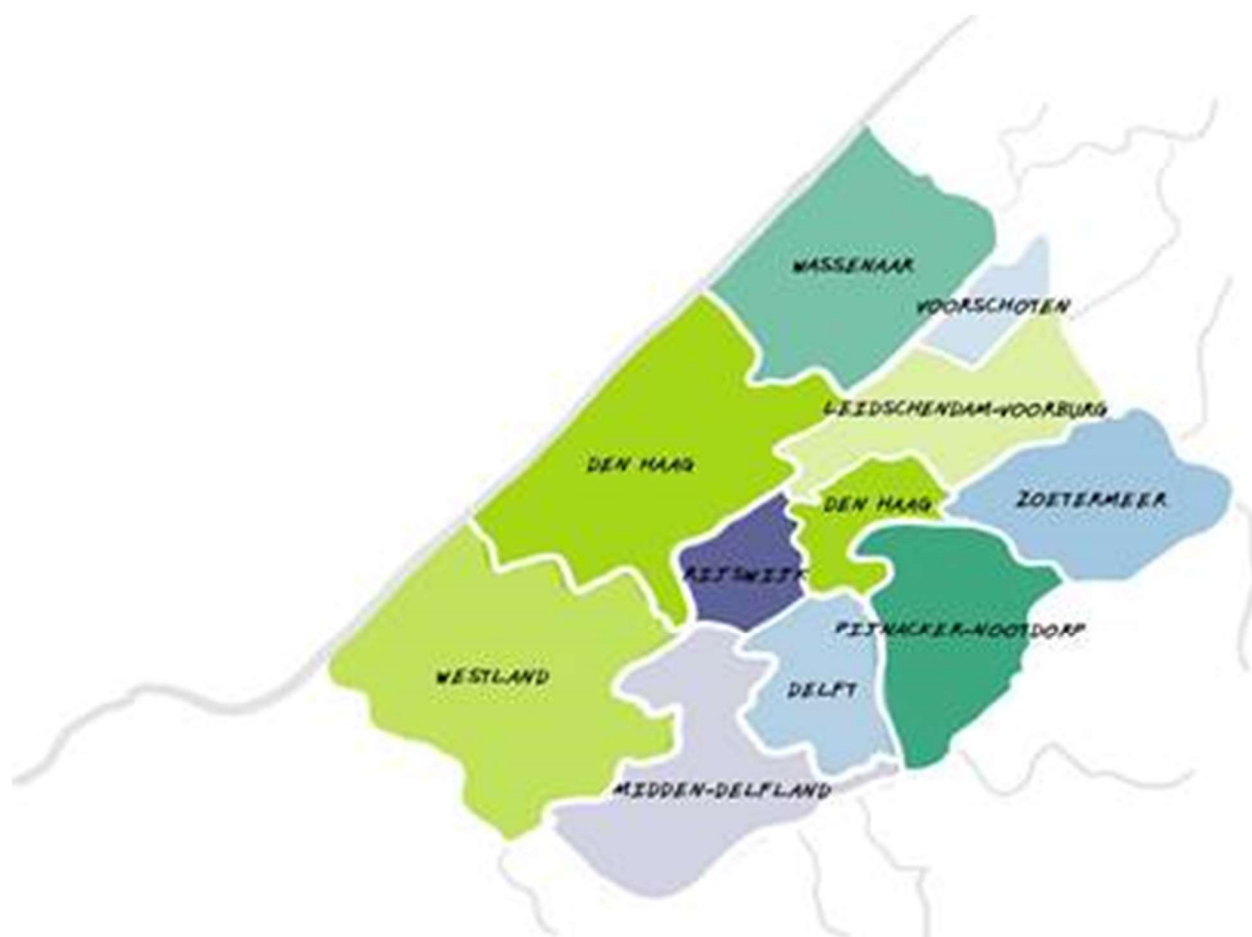 WASSENAAR
VOORSCHOTEN
LEIDSCHENDAM-VOORBURG
DEN HAAG
DEN HAAG
ZOETERMEER
RIJSWIJK
PIJNACKER-NOOTDORP
WESTLAND
DELFT
MIDDEN-DELFLAND